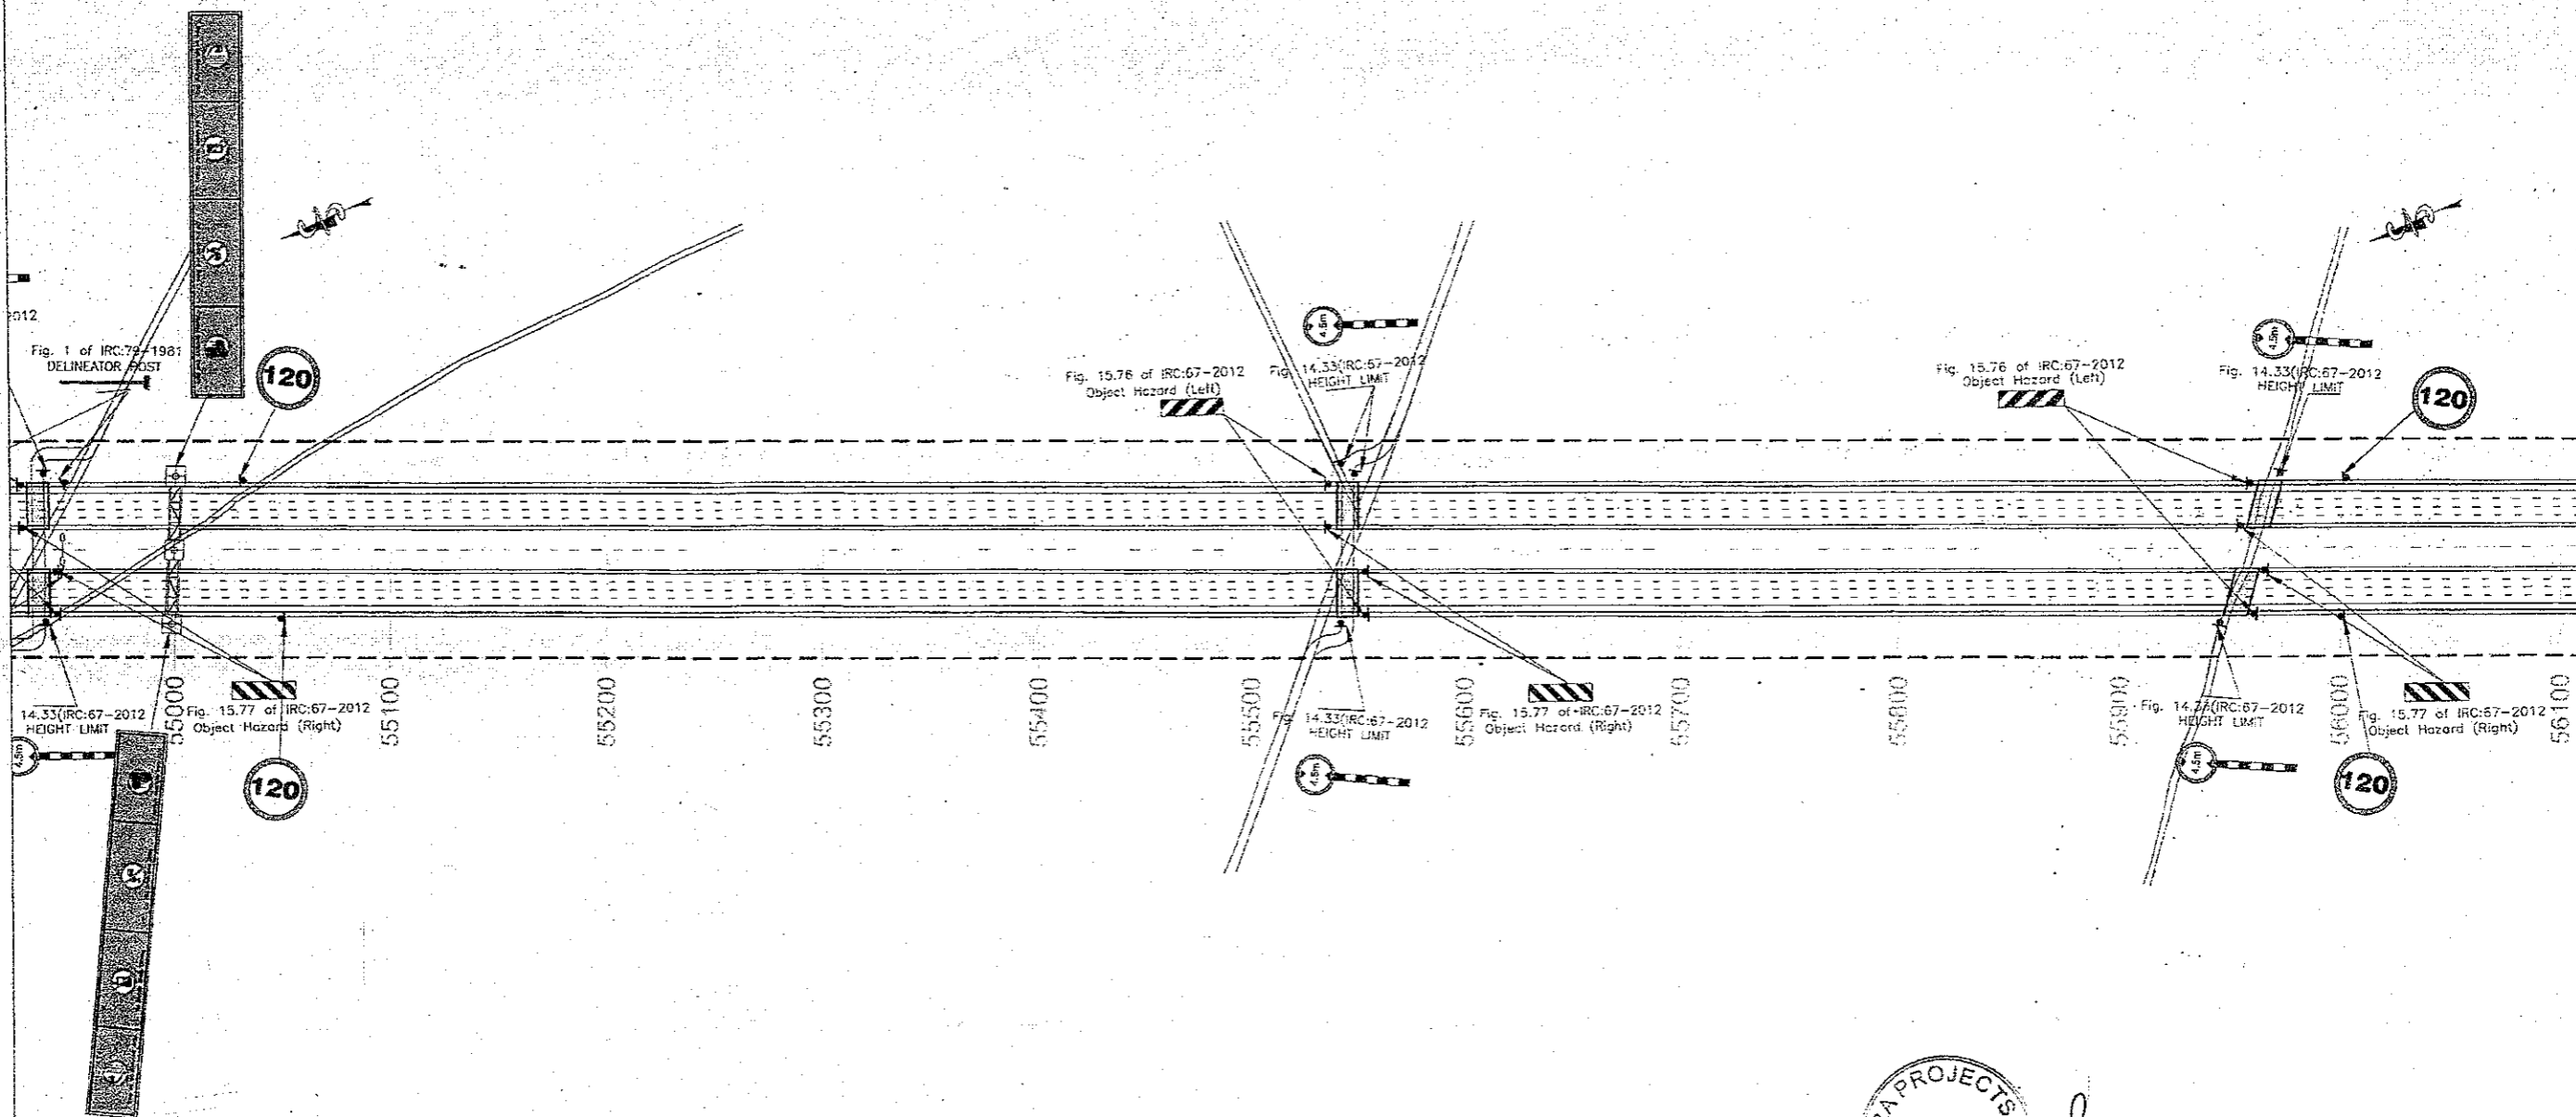 2012
Fig. 1 of IRC:79-1981
DELINEATOR POST
120
Fig. 15.76 of IRC:67-2012
Object Hazard (Left)
4.5m
Fig. 14.33(IRC:67-2012
HEIGHT LIMIT
Fig. 15.76 of IRC:67-2012
Object Hazard (Left)
4.5m
Fig. 14.33(IRC:67-2012
HEIGHT LIMIT
120
14.33(IRC:67-2012
HEIGHT LIMIT
4.5m
55000
Fig. 15.77 of IRC:67-2012
Object Hazard (Right)
120
55100
55200
55300
55400
55500
Fig. 14.33(IRC:67-2012
HEIGHT LIMIT
4.5m
55600
Fig. 15.77 of IRC:67-2012
Object Hazard (Right)
55700
55800
55900
Fig. 14.33(IRC:67-2012
HEIGHT LIMIT
4.5m
56000
Fig. 15.77 of IRC:67-2012
Object Hazard (Right)
120
56100
PROJECTS